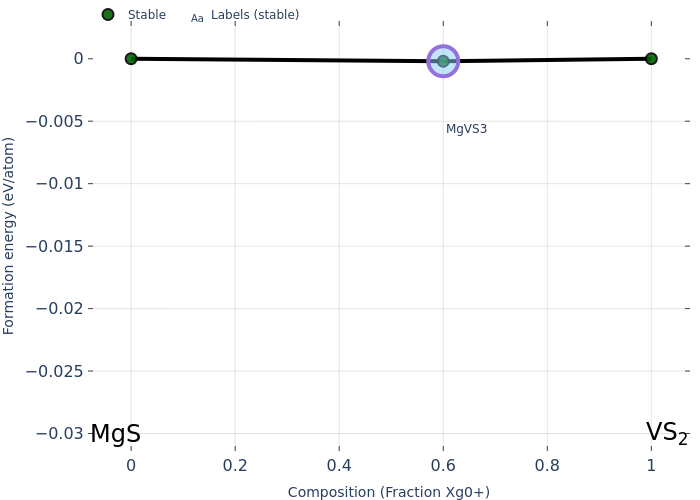 Stable
Aa Labels (stable)
0
−0.005
−0.01
−0.015
−0.02
−0.025
−0.03
Formation energy (eV/atom)
MgVS3
MgS
VS2
0 0.2 0.4 0.6 0.8 1
Composition (Fraction Xg0+)